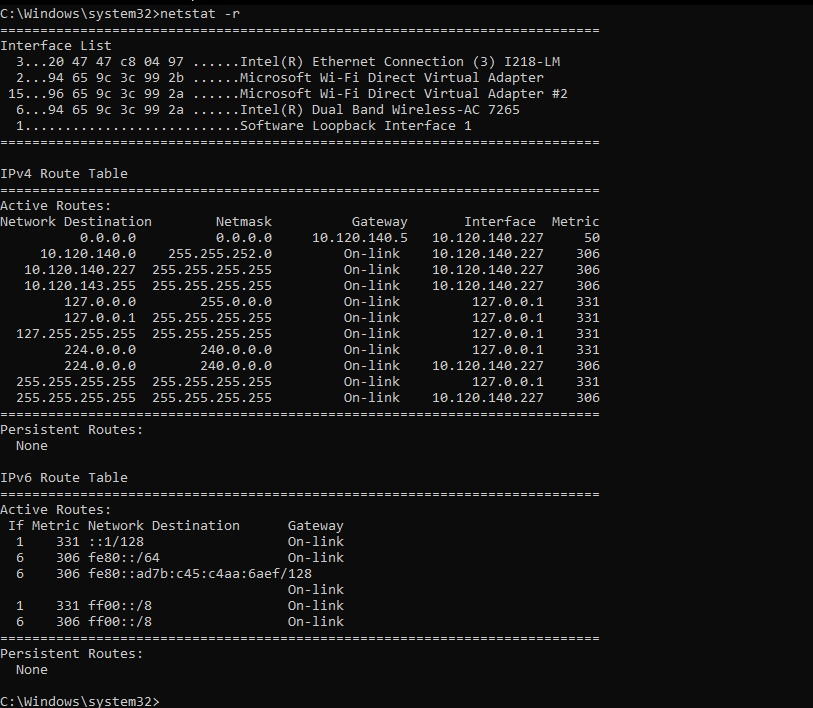 C:\Windows\system32>netstat -r
===========================================================================
Interface List
  3...20 47 47 c8 04 97 ......Intel(R) Ethernet Connection (3) I218-LM
  2...94 65 9c 3c 99 2b ......Microsoft Wi-Fi Direct Virtual Adapter
 15...96 65 9c 3c 99 2a ......Microsoft Wi-Fi Direct Virtual Adapter #2
  6...94 65 9c 3c 99 2a ......Intel(R) Dual Band Wireless-AC 7265
  1...........................Software Loopback Interface 1
===========================================================================

IPv4 Route Table
===========================================================================
Active Routes:
Network Destination        Netmask          Gateway       Interface  Metric
          0.0.0.0          0.0.0.0     10.120.140.5   10.120.140.227     50
     10.120.140.0    255.255.252.0         On-link    10.120.140.227    306
   10.120.140.227  255.255.255.255         On-link    10.120.140.227    306
   10.120.143.255  255.255.255.255         On-link    10.120.140.227    306
        127.0.0.0        255.0.0.0         On-link         127.0.0.1    331
        127.0.0.1  255.255.255.255         On-link         127.0.0.1    331
  127.255.255.255  255.255.255.255         On-link         127.0.0.1    331
        224.0.0.0        240.0.0.0         On-link         127.0.0.1    331
        224.0.0.0        240.0.0.0         On-link    10.120.140.227    306
  255.255.255.255  255.255.255.255         On-link         127.0.0.1    331
  255.255.255.255  255.255.255.255         On-link    10.120.140.227    306
===========================================================================
Persistent Routes:
  None

IPv6 Route Table
===========================================================================
Active Routes:
 If Metric Network Destination      Gateway
  1    331 ::1/128                  On-link
  6    306 fe80::/64                On-link
  6    306 fe80::ad7b:c45:c4aa:6aef/128
                                    On-link
  1    331 ff00::/8                 On-link
  6    306 ff00::/8                 On-link
===========================================================================
Persistent Routes:
  None

C:\Windows\system32>